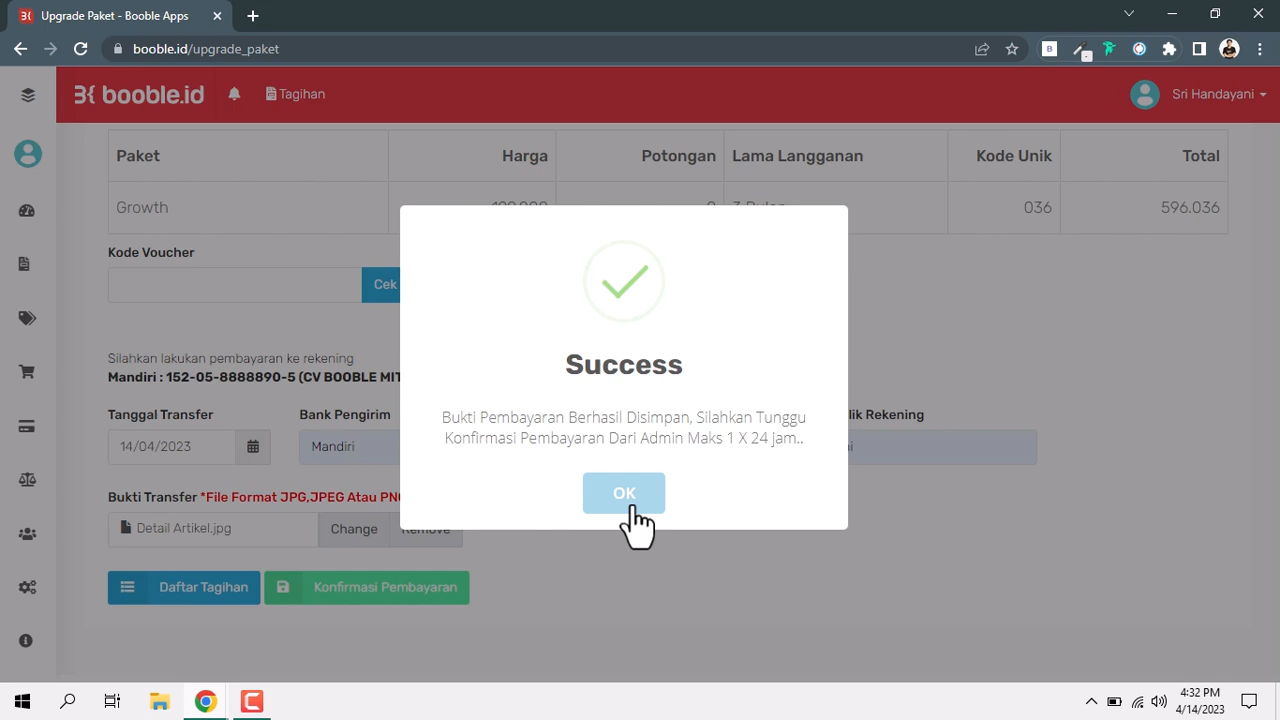 Upgrade Paket - Booble Apps
booble.id/upgrade_paket
booble.id
Tagihan
Sri Handayani
Paket Harga Potongan Lama Langganan Kode Unik Total
Growth 036 596.036
Kode Voucher
Cek
Silahkan lakukan pembayaran ke rekening
Mandiri : 152-05-8888890-5 (CV BOOBLE MIT
Tanggal Transfer Bank Pengirim lik Rekening
14/04/2023 Mandiri
Bukti Transfer *File Format JPG,JPEG Atau PN
Detail Artikel.jpg Change Remove
Daftar Tagihan Konfirmasi Pembayaran
Success
Bukti Pembayaran Berhasil Disimpan, Silahkan Tunggu
Konfirmasi Pembayaran Dari Admin Maks 1 X 24 jam..
OK
4:32 PM
4/14/2023